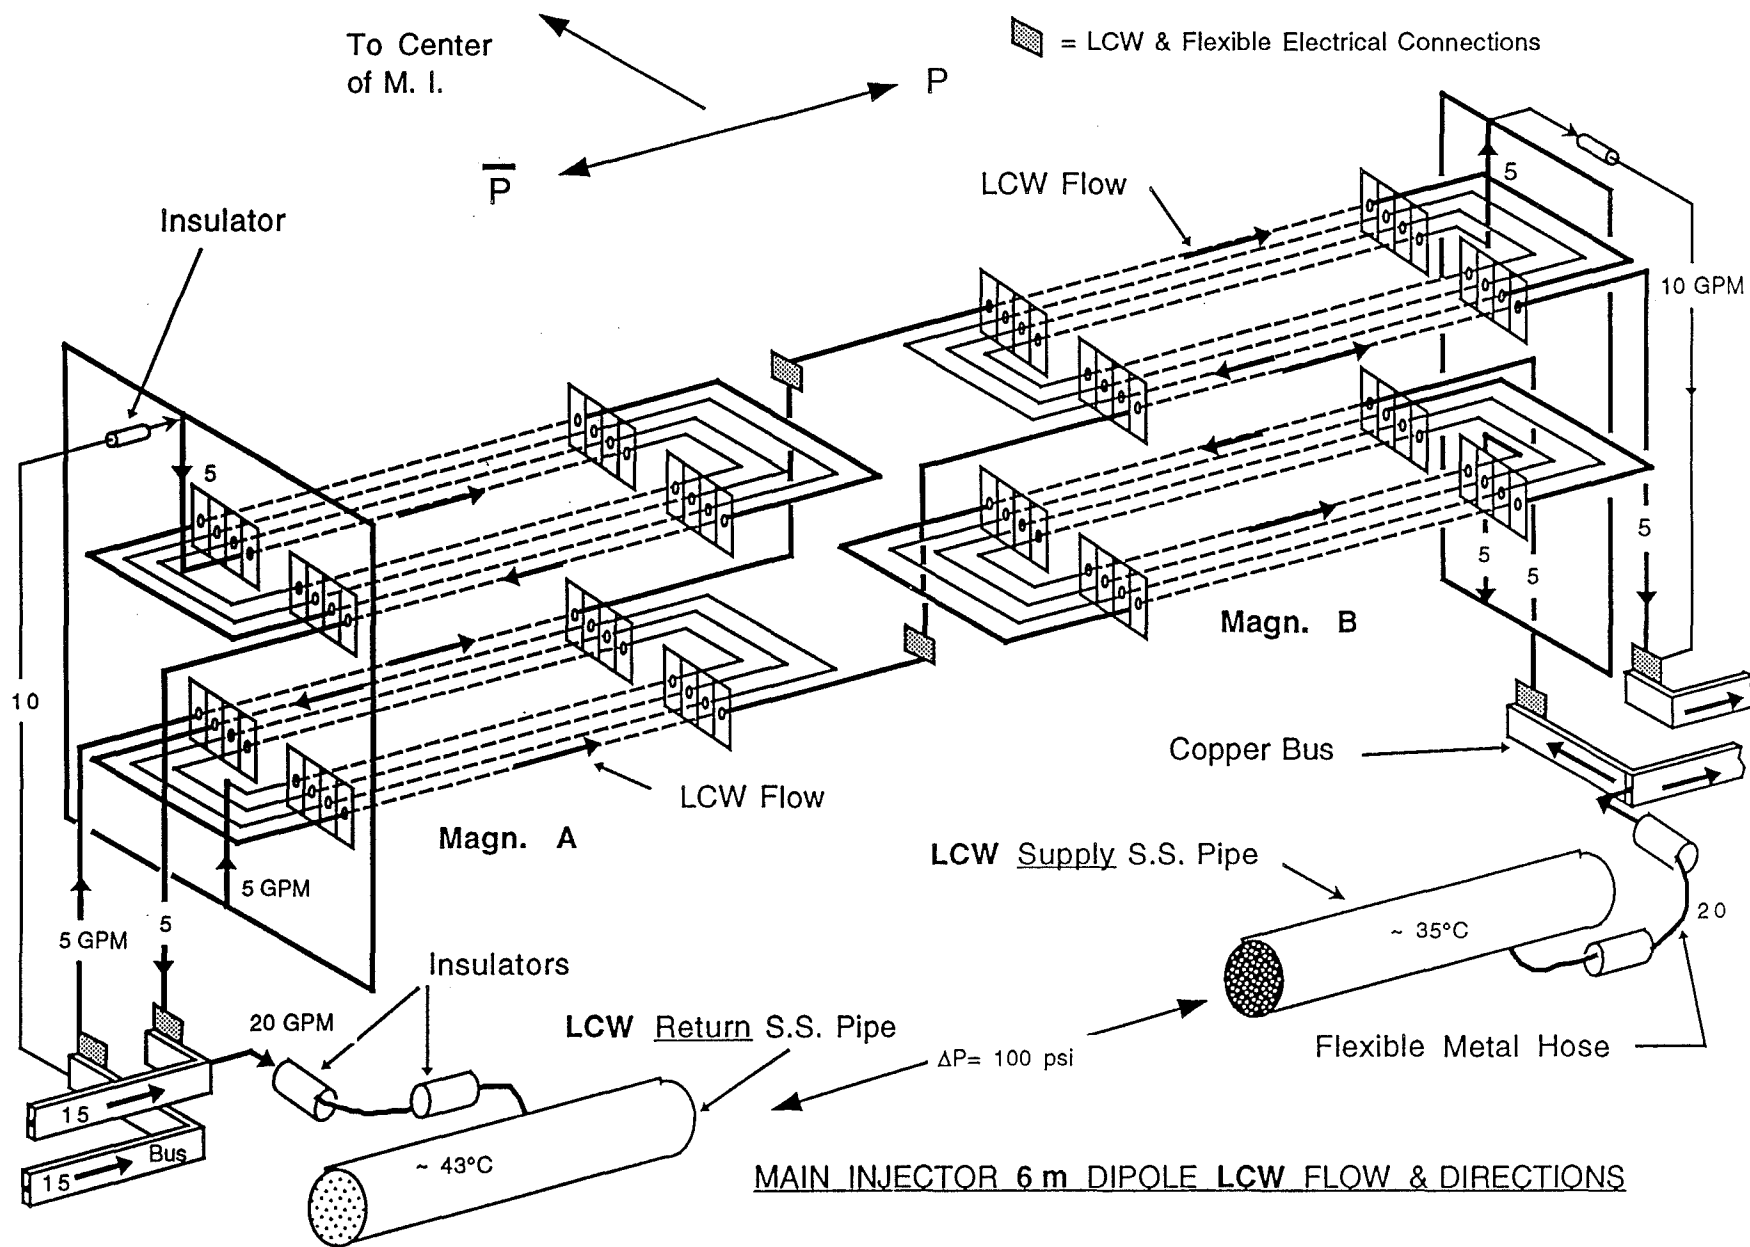 To Center
of M. I.
= LCW & Flexible Electrical Connections
P
P̅
LCW Flow
5
Insulator
10 GPM
5
5
5
5
Magn. B
10
Copper Bus
LCW Flow
Magn. A
LCW Supply S.S. Pipe
5 GPM
5 GPM
5
20
~ 35°C
Insulators
20 GPM
LCW Return S.S. Pipe
Flexible Metal Hose
ΔP= 100 psi
15
Bus
15
~ 43°C
MAIN INJECTOR 6 m DIPOLE LCW FLOW & DIRECTIONS